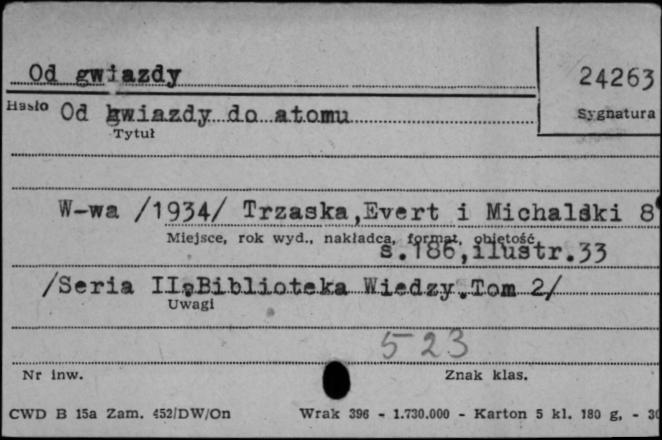 Od gwiazdy
24263
Hasło
Od gwiazdy do atomu
Sygnatura
Tytuł
W-wa /1934/ Trzaska,Evert i Michalski 8°
Miejsce, rok wyd., nakładca, format, objętość
s.186,ilustr.33
/Seria II.Biblioteka Wiedzy.Tom 2/
Uwagi
523
Nr inw.
Znak klas.
CWD B 15a Zam. 452/DW/On Wrak 396 - 1.730.000 - Karton 5 kl. 180 g, - 30